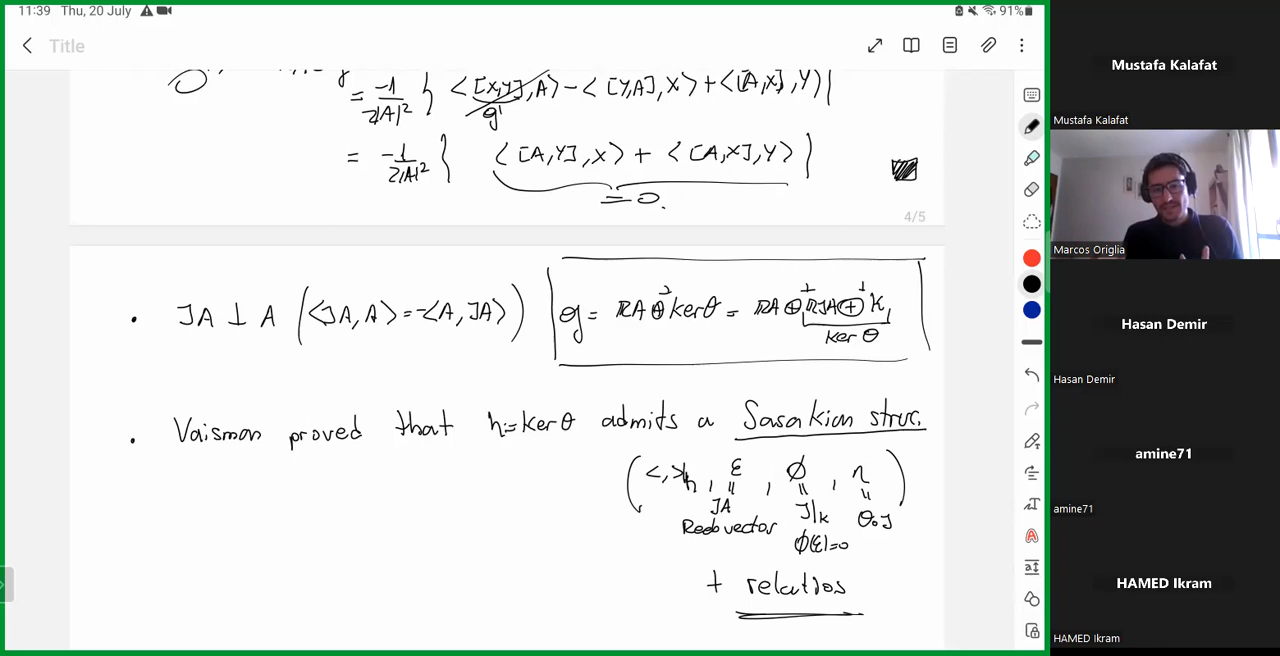 11:39 Thu, 20 July 91%
Title
= -1/2|A|² { <[X,Y], A> - <[Y,A], X> + <[A,X], Y> }
g'
= -1/2|A|² { <[A,Y], X> + <[A,X], Y> }
= 0.
4/5
• JA ⊥ A (<JA, A> = -<A, JA>) g = ℝA ⊕ ker θ = ℝA ⊕ ℝJA ⊕ k,
ker θ
• Vaisman proved that h:= ker θ admits a Sasakian struc.
(<,>h, ξ, φ, η)
JA J|k θ∘J
Reeb vector
φ(ξ)=0
+ relations
Mustafa Kalafat
Mustafa Kalafat
Marcos Origlia
Hasan Demir
Hasan Demir
amine71
amine71
HAMED Ikram
HAMED Ikram